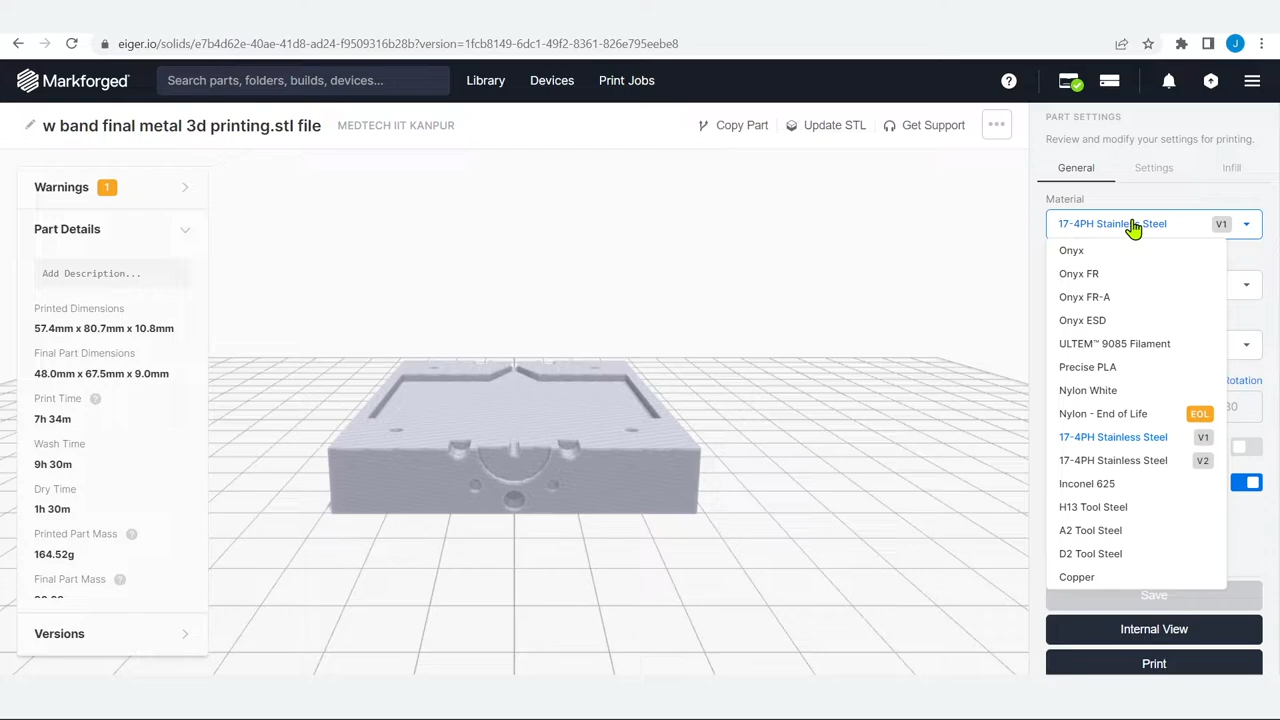 eiger.io/solids/e7b4d62e-40ae-41d8-ad24-f9509316b28b?version=1fcb8149-6dc1-49f2-8361-826e795eebe8
J
Markforged
Search parts, folders, builds, devices...
Library
Devices
Print Jobs
w band final metal 3d printing.stl file
MEDTECH IIT KANPUR
Copy Part
Update STL
Get Support
Warnings 1
Part Details
Add Description...
Printed Dimensions
57.4mm x 80.7mm x 10.8mm
Final Part Dimensions
48.0mm x 67.5mm x 9.0mm
Print Time
7h 34m
Wash Time
9h 30m
Dry Time
1h 30m
Printed Part Mass
164.52g
Final Part Mass
Versions
PART SETTINGS
Review and modify your settings for printing.
General
Settings
Infill
Material
17-4PH Stainless Steel V1
Onyx
Onyx FR
Onyx FR-A
Onyx ESD
ULTEM™ 9085 Filament
Precise PLA
Nylon White
Nylon - End of Life EOL
17-4PH Stainless Steel V1
17-4PH Stainless Steel V2
Inconel 625
H13 Tool Steel
A2 Tool Steel
D2 Tool Steel
Copper
Rotation
Save
Internal View
Print